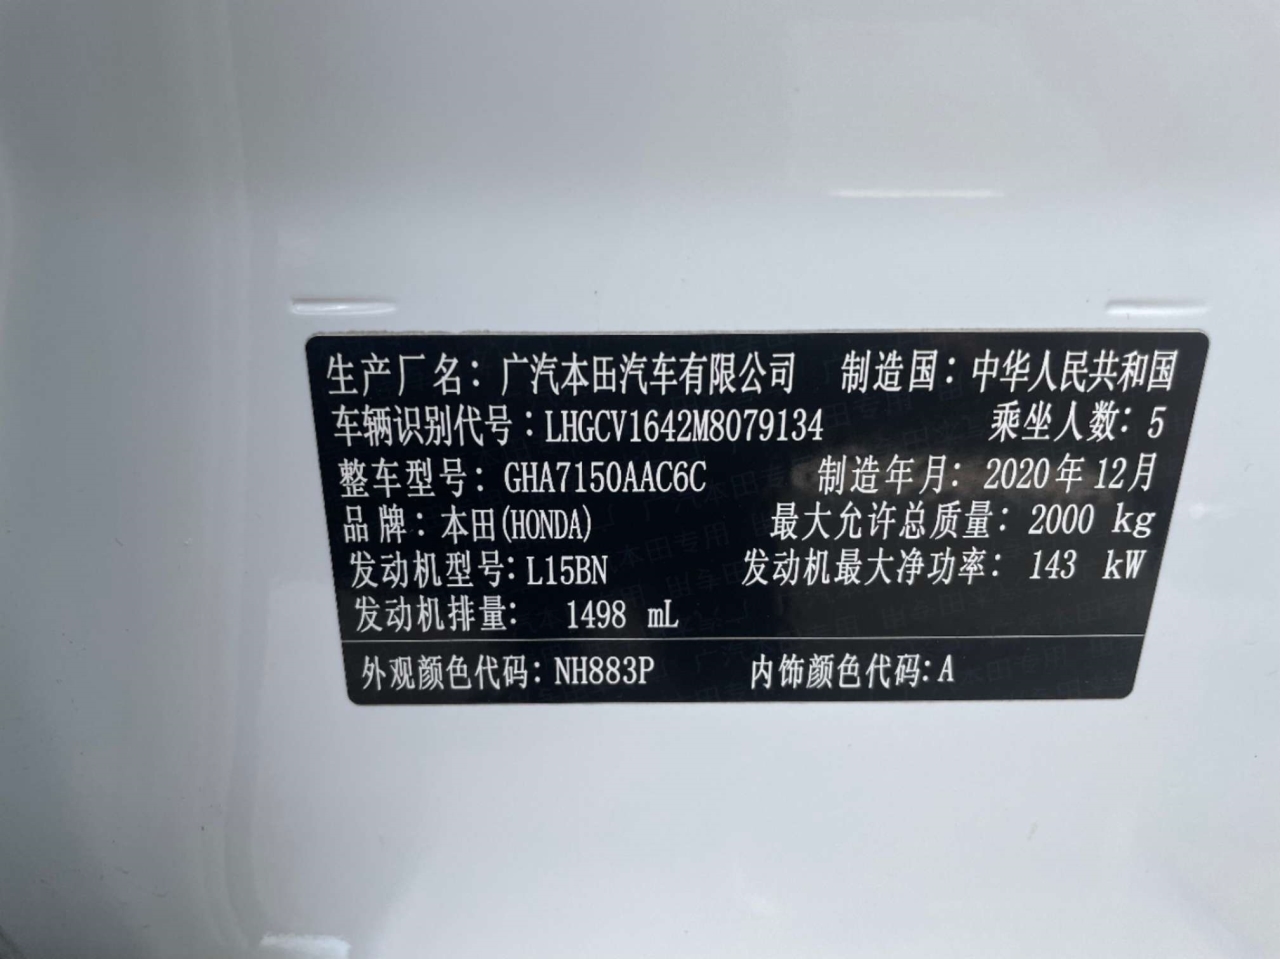 生产厂名：广汽本田汽车有限公司 制造国：中华人民共和国
车辆识别代号：LHGCV1642M8079134 乘坐人数：5
整车型号：GHA7150AAC6C 制造年月：2020年12月
品牌：本田(HONDA) 最大允许总质量：2000 kg
发动机型号：L15BN 发动机最大净功率：143 kW
发动机排量：1498 mL
外观颜色代码：NH883P 内饰颜色代码：A